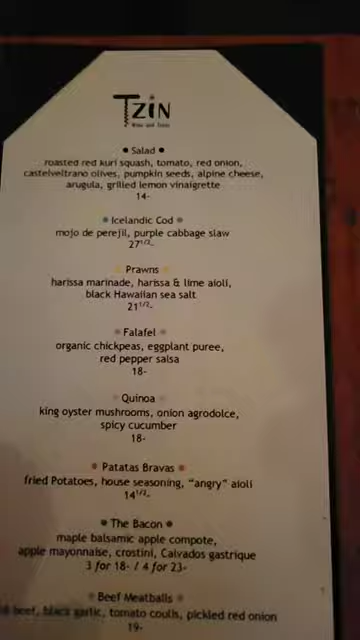 TZiN
Wine and Tapas
• Salad •
roasted red kuri squash, tomato, red onion,
castelveltrano olives, pumpkin seeds, alpine cheese,
arugula, grilled lemon vinaigrette
14-
• Icelandic Cod •
mojo de perejil, purple cabbage slaw
27 1/2-
• Prawns •
harissa marinade, harissa & lime aioli,
black Hawaiian sea salt
21 1/2-
• Falafel •
organic chickpeas, eggplant puree,
red pepper salsa
18-
• Quinoa •
king oyster mushrooms, onion agrodolce,
spicy cucumber
18-
• Patatas Bravas •
fried Potatoes, house seasoning, "angry" aioli
14 1/2-
• The Bacon •
maple balsamic apple compote,
apple mayonnaise, crostini, Calvados gastrique
3 for 18- / 4 for 23-
• Beef Meatballs •
beef, black garlic, tomato coulis, pickled red onion
19-